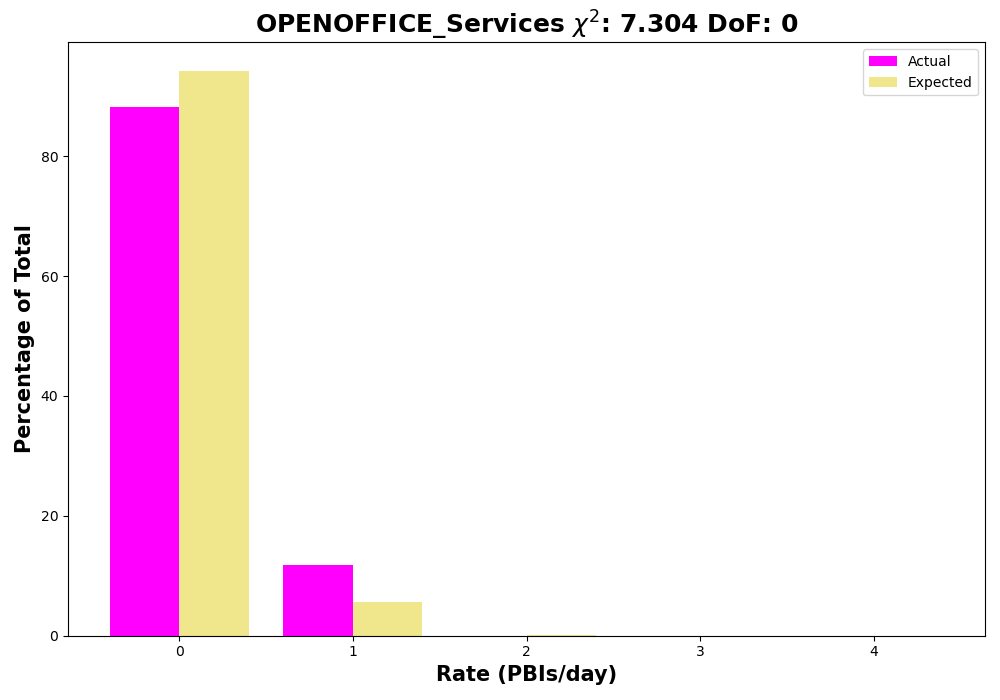 OPENOFFICE_Services χ²: 7.304 DoF: 0
Actual
Expected
Percentage of Total
80
60
40
20
0
0 1 2 3 4
Rate (PBIs/day)